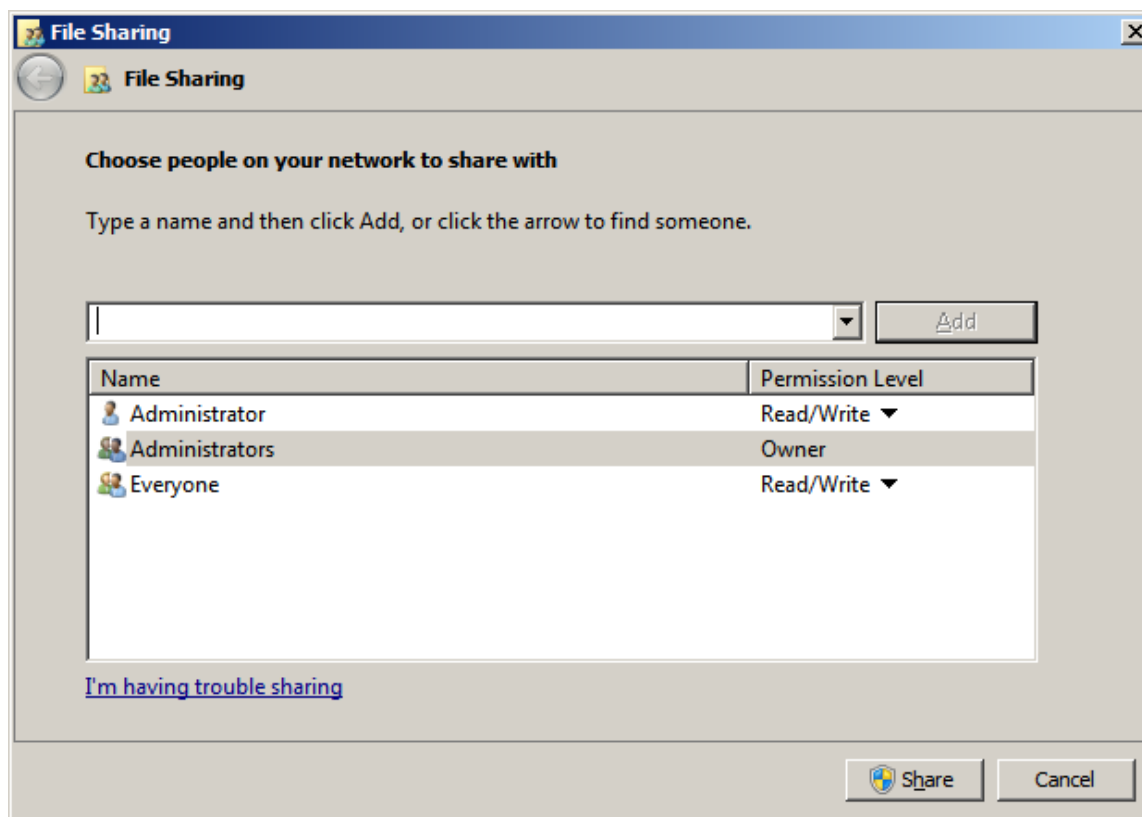 File Sharing
File Sharing
Choose people on your network to share with
Type a name and then click Add, or click the arrow to find someone.
Add
Name Permission Level
Administrator Read/Write
Administrators Owner
Everyone Read/Write
I'm having trouble sharing
Share Cancel